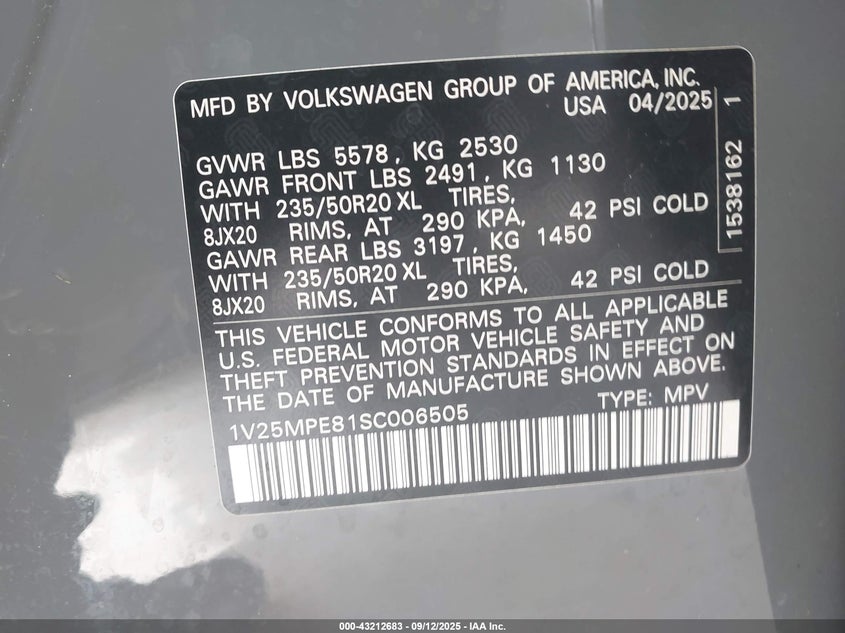 MFD BY VOLKSWAGEN GROUP OF AMERICA, INC.
USA 04/2025
GVWR LBS 5578, KG 2530
GAWR FRONT LBS 2491, KG 1130
WITH 235/50R20 XL TIRES,
8JX20 RIMS, AT 290 KPA, 42 PSI COLD
GAWR REAR LBS 3197, KG 1450
WITH 235/50R20 XL TIRES,
8JX20 RIMS, AT 290 KPA, 42 PSI COLD
THIS VEHICLE CONFORMS TO ALL APPLICABLE
U.S. FEDERAL MOTOR VEHICLE SAFETY AND
THEFT PREVENTION STANDARDS IN EFFECT ON
THE DATE OF MANUFACTURE SHOWN ABOVE.
1V25MPE81SC006505 TYPE: MPV
1538162 1
000-43212683 - 09/12/2025 - IAA Inc.